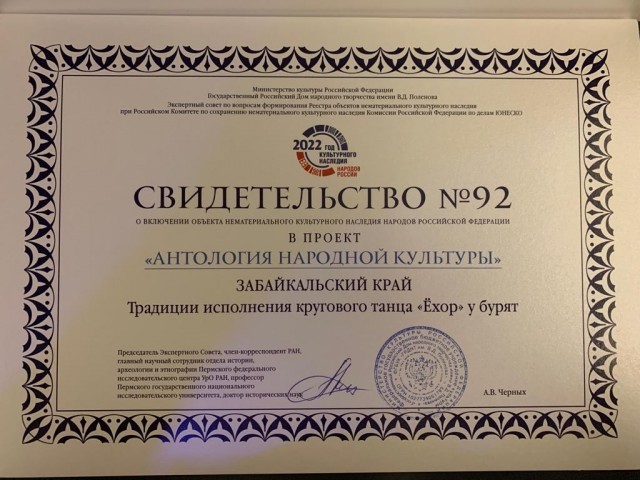 Министерство культуры Российской Федерации
Государственный Российский Дом народного творчества имени В.Д. Поленова
Экспертный совет по вопросам формирования Реестра объектов нематериального культурного наследия
при Российском Комитете по сохранению нематериального культурного наследия Комиссии Российской Федерации по делам ЮНЕСКО
2022 ГОД
КУЛЬТУРНОГО
НАСЛЕДИЯ
НАРОДОВ
РОССИИ
СВИДЕТЕЛЬСТВО №92
О ВКЛЮЧЕНИИ ОБЪЕКТА НЕМАТЕРИАЛЬНОГО КУЛЬТУРНОГО НАСЛЕДИЯ НАРОДОВ РОССИЙСКОЙ ФЕДЕРАЦИИ
В ПРОЕКТ
«АНТОЛОГИЯ НАРОДНОЙ КУЛЬТУРЫ»
ЗАБАЙКАЛЬСКИЙ КРАЙ
Традиции исполнения кругового танца «Ёхор» у бурят
Председатель Экспертного Совета, член-корреспондент РАН,
главный научный сотрудник отдела истории,
археологии и этнографии Пермского федерального
исследовательского центра УрО РАН, профессор
Пермского государственного национального
исследовательского университета, доктор исторических наук
А.В. Черных